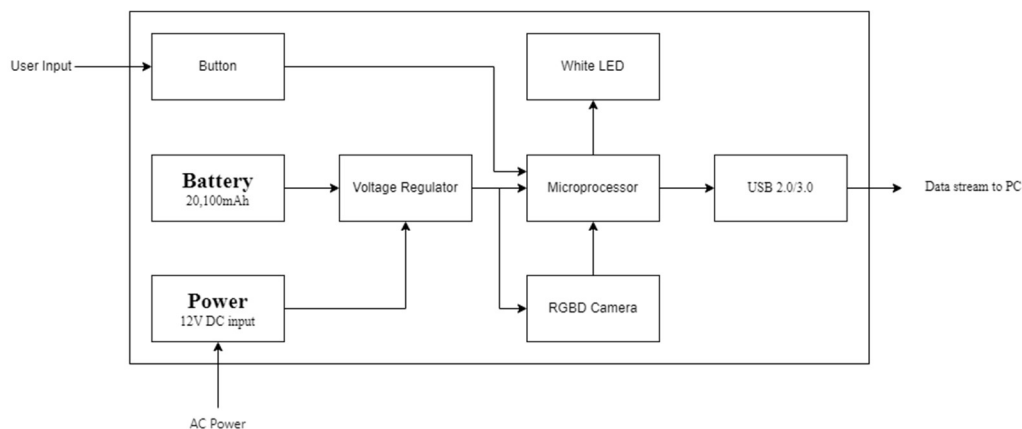 User Input
Button
White LED
Battery
20,100mAh
Voltage Regulator
Microprocessor
USB 2.0/3.0
Data stream to PC
Power
12V DC input
RGBD Camera
AC Power